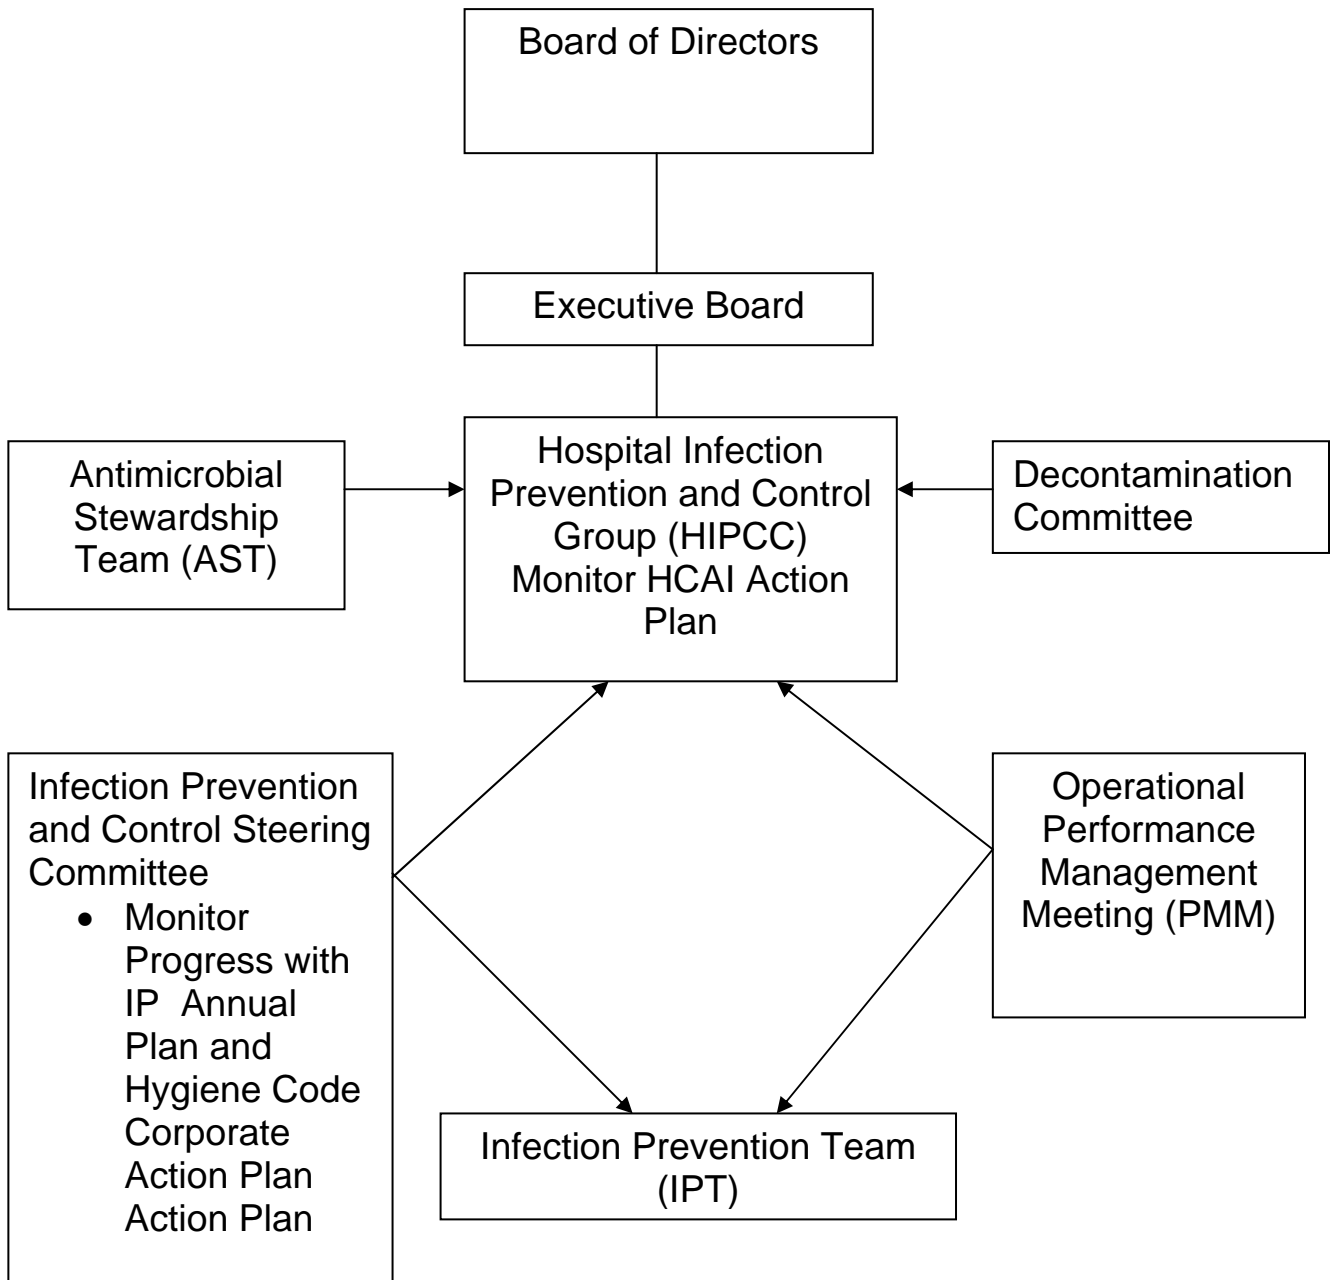 Board of Directors
Executive Board
Antimicrobial
Stewardship
Team (AST)
Hospital Infection
Prevention and Control
Group (HIPCC)
Monitor HCAI Action
Plan
Decontamination
Committee
Infection Prevention
and Control Steering
Committee
• Monitor
Progress with
IP Annual
Plan and
Hygiene Code
Corporate
Action Plan
Action Plan
Operational
Performance
Management
Meeting (PMM)
Infection Prevention Team
(IPT)